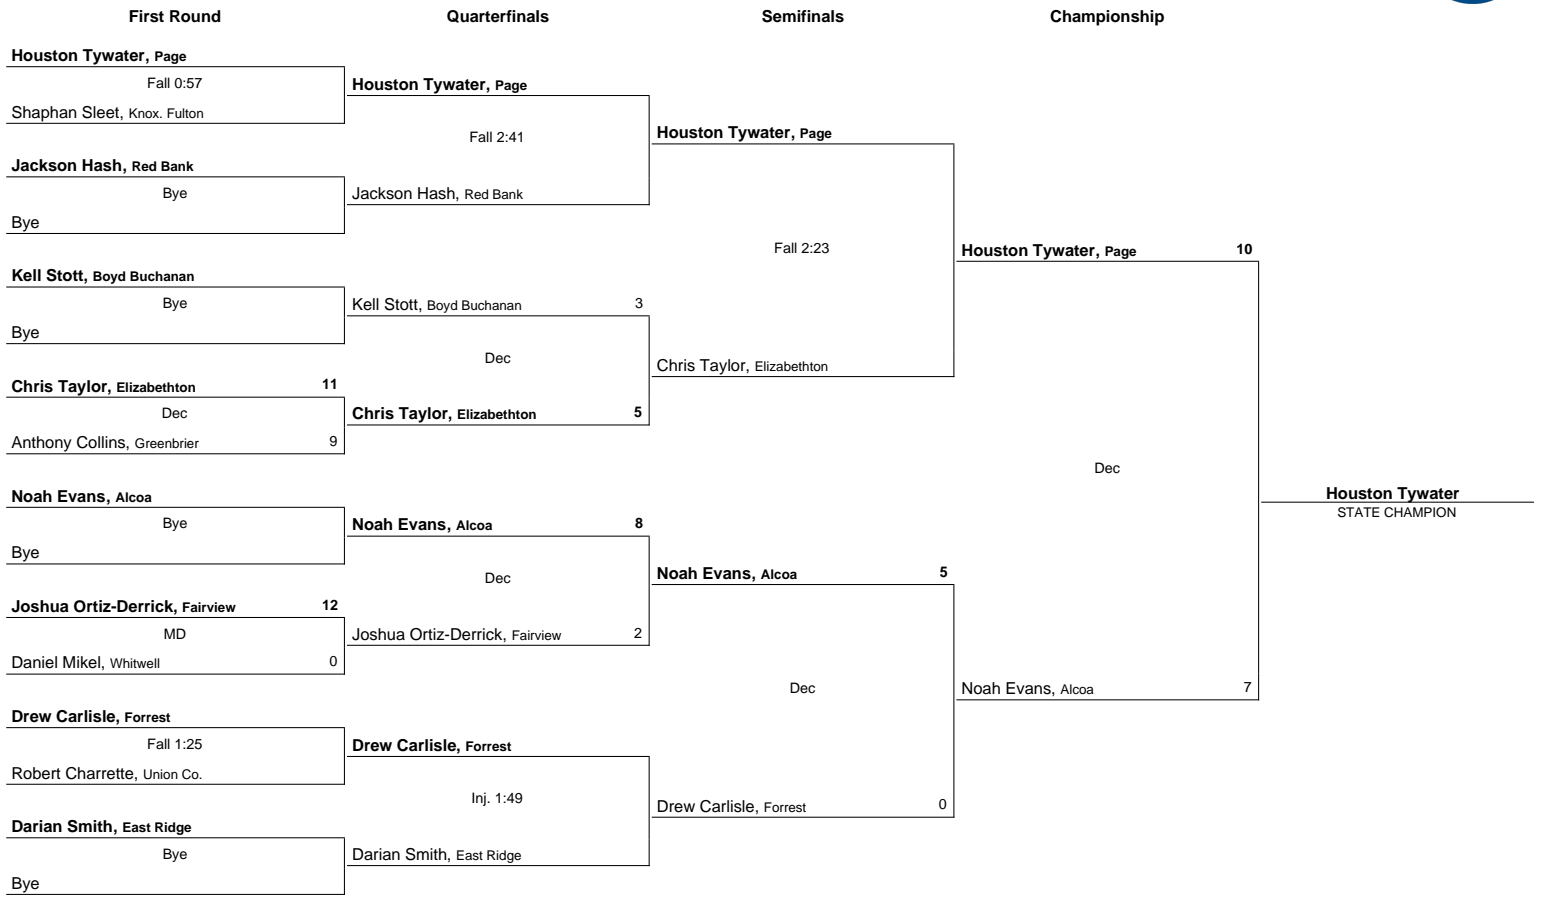 First Round Quarterfinals Semifinals Championship
Houston Tywater, Page
Fall 0:57
Shaphan Sleet, Knox. Fulton
Jackson Hash, Red Bank
Bye
Bye
Kell Stott, Boyd Buchanan
Bye
Bye
Chris Taylor, Elizabethton 11
Dec
Anthony Collins, Greenbrier 9
Noah Evans, Alcoa
Bye
Bye
Joshua Ortiz-Derrick, Fairview 12
MD
Daniel Mikel, Whitwell 0
Drew Carlisle, Forrest
Fall 1:25
Robert Charrette, Union Co.
Darian Smith, East Ridge
Bye
Bye
Houston Tywater, Page
Fall 2:41
Jackson Hash, Red Bank
Kell Stott, Boyd Buchanan 3
Dec
Chris Taylor, Elizabethton 5
Noah Evans, Alcoa 8
Dec
Joshua Ortiz-Derrick, Fairview 2
Drew Carlisle, Forrest
Inj. 1:49
Darian Smith, East Ridge
Houston Tywater, Page
Fall 2:23
Chris Taylor, Elizabethton
Noah Evans, Alcoa 5
Dec
Drew Carlisle, Forrest 0
Houston Tywater, Page 10
Dec
Noah Evans, Alcoa 7
Houston Tywater
STATE CHAMPION